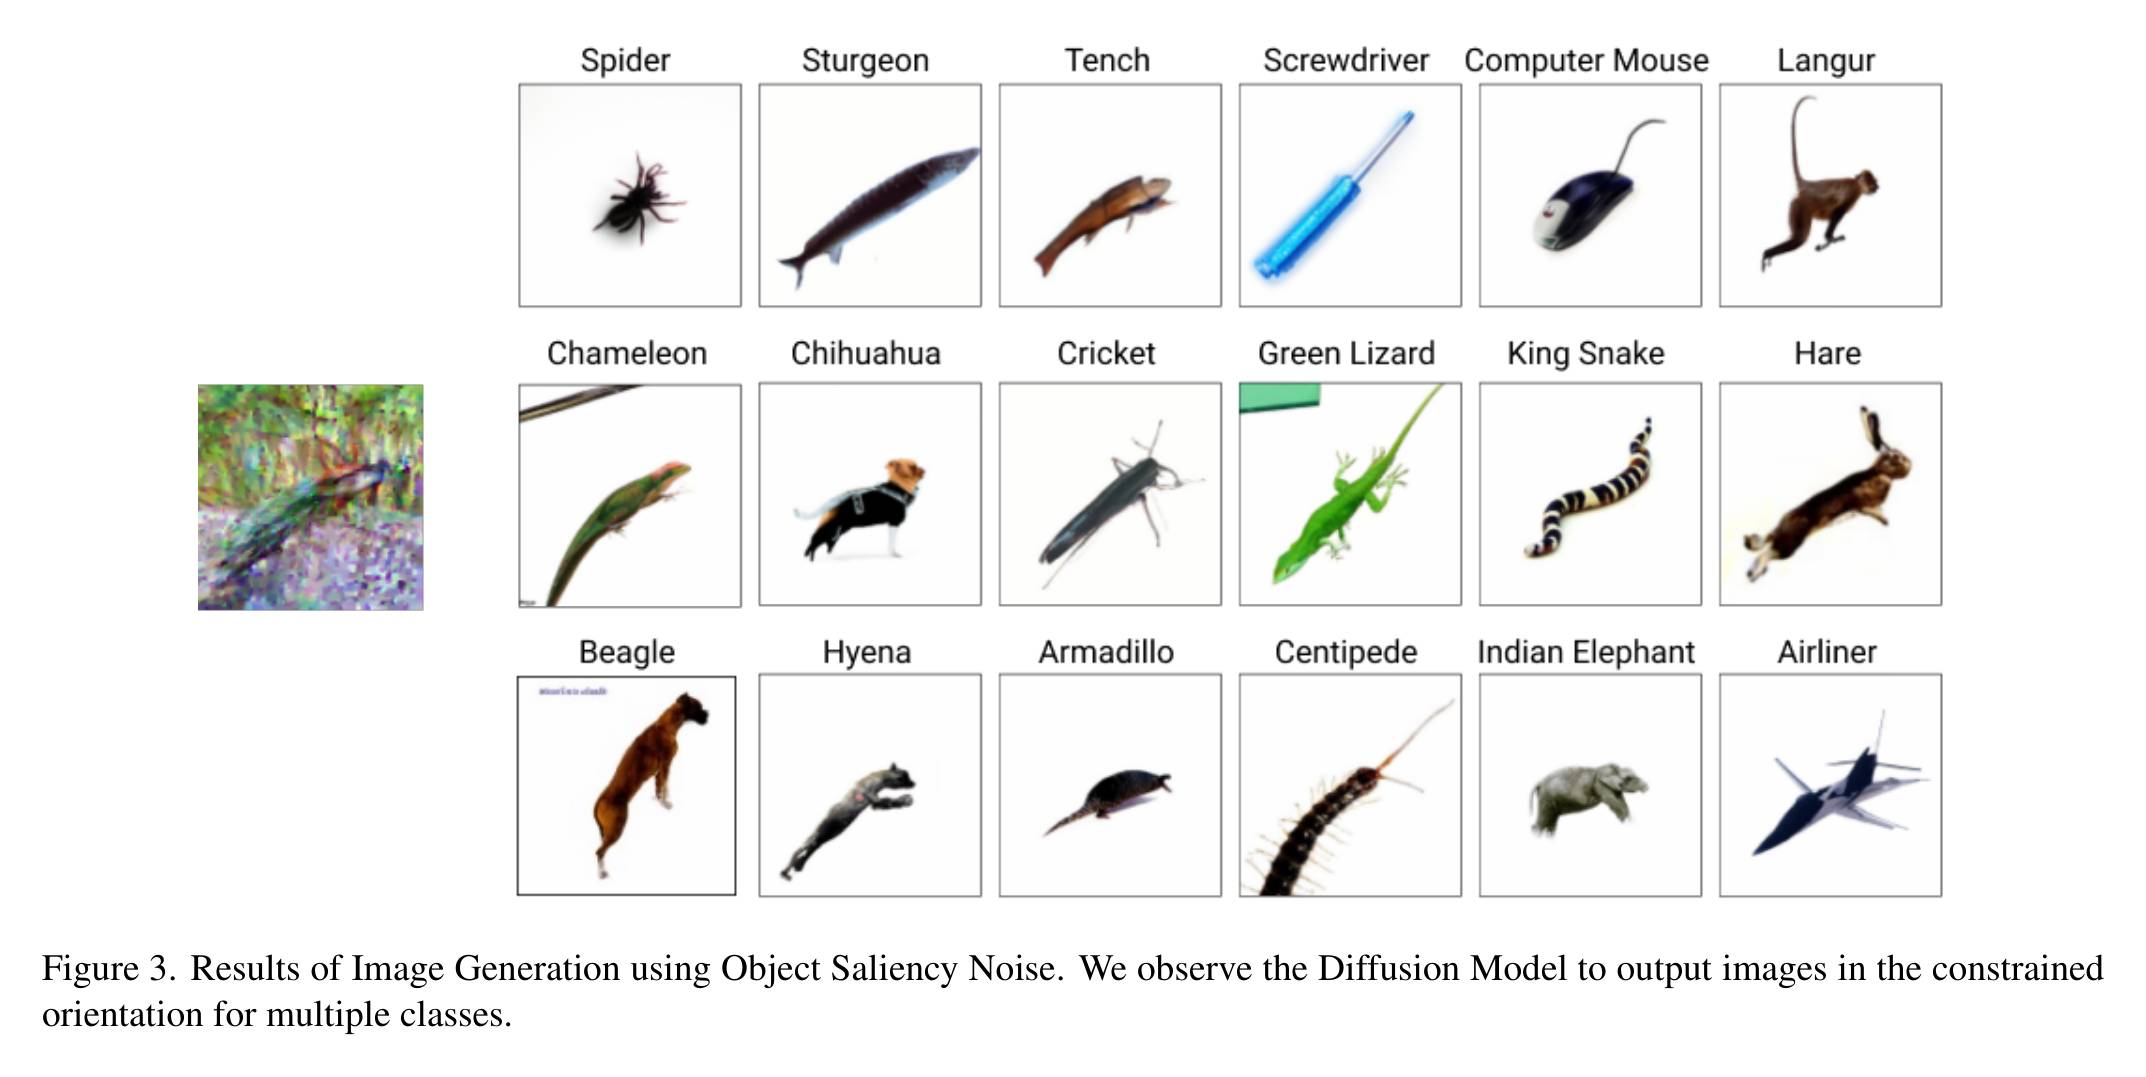 Spider Sturgeon Tench Screwdriver Computer Mouse Langur
Chameleon Chihuahua Cricket Green Lizard King Snake Hare
Beagle Hyena Armadillo Centipede Indian Elephant Airliner
Figure 3. Results of Image Generation using Object Saliency Noise. We observe the Diffusion Model to output images in the constrained
orientation for multiple classes.